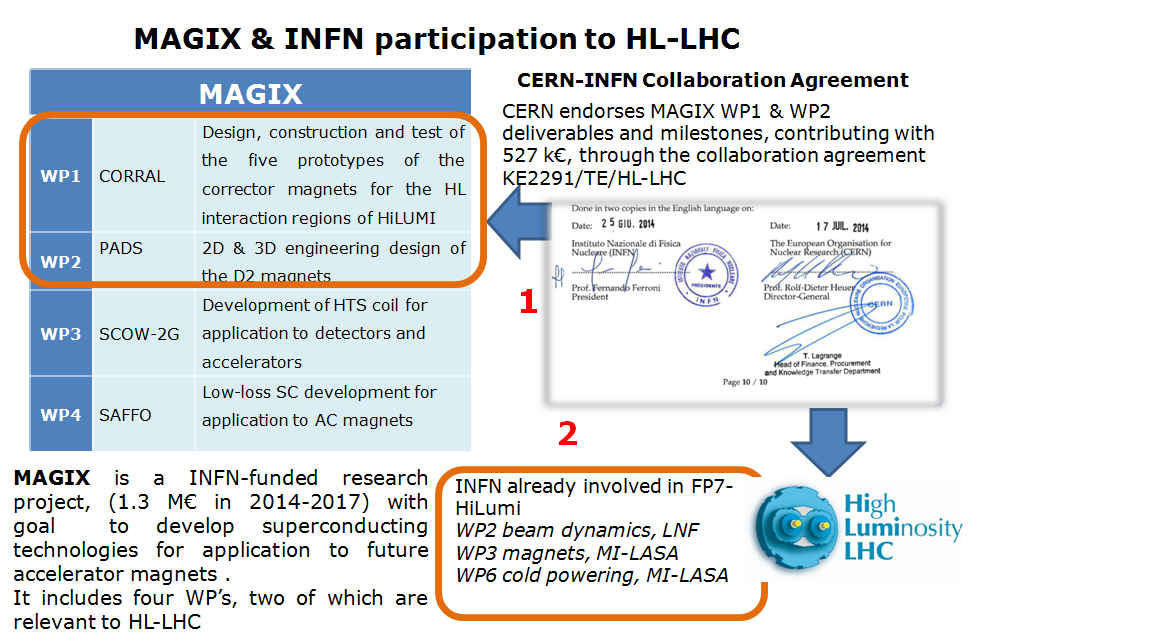 MAGIX & INFN participation to HL-LHC
MAGIX
WP1
CORRAL
Design, construction and test of
the five prototypes of the
corrector magnets for the HL
interaction regions of HiLUMI
WP2
PADS
2D & 3D engineering design of
the D2 magnets
WP3
SCOW-2G
Development of HTS coil for
application to detectors and
accelerators
WP4
SAFFO
Low-loss SC development for
application to AC magnets
MAGIX is a INFN-funded research
project, (1.3 M€ in 2014-2017) with
goal to develop superconducting
technologies for application to future
accelerator magnets .
It includes four WP's, two of which are
relevant to HL-LHC
CERN-INFN Collaboration Agreement
CERN endorses MAGIX WP1 & WP2
deliverables and milestones, contributing with
527 k€, through the collaboration agreement
KE2291/TE/HL-LHC
Done in two copies in the English language on:
Date: 25 GIU. 2014
Instituto Nazionale di Fisica
Nucleare (INFN)
Prof. Fernando Ferroni
President
ISTITUTO NAZIONALE FISICA NUCLEARE
PRESIDENTE
INFN
Date: 17 JUIL. 2014
The European Organisation for
Nuclear Research (CERN)
Prof. Rolf-Dieter Heuer
Director-General
CERN
T. Lagrange
Head of Finance, Procurement
and Knowledge Transfer Department
Page 10 / 10
1
2
INFN already involved in FP7-
HiLumi
WP2 beam dynamics, LNF
WP3 magnets, MI-LASA
WP6 cold powering, MI-LASA
High
Luminosity
LHC